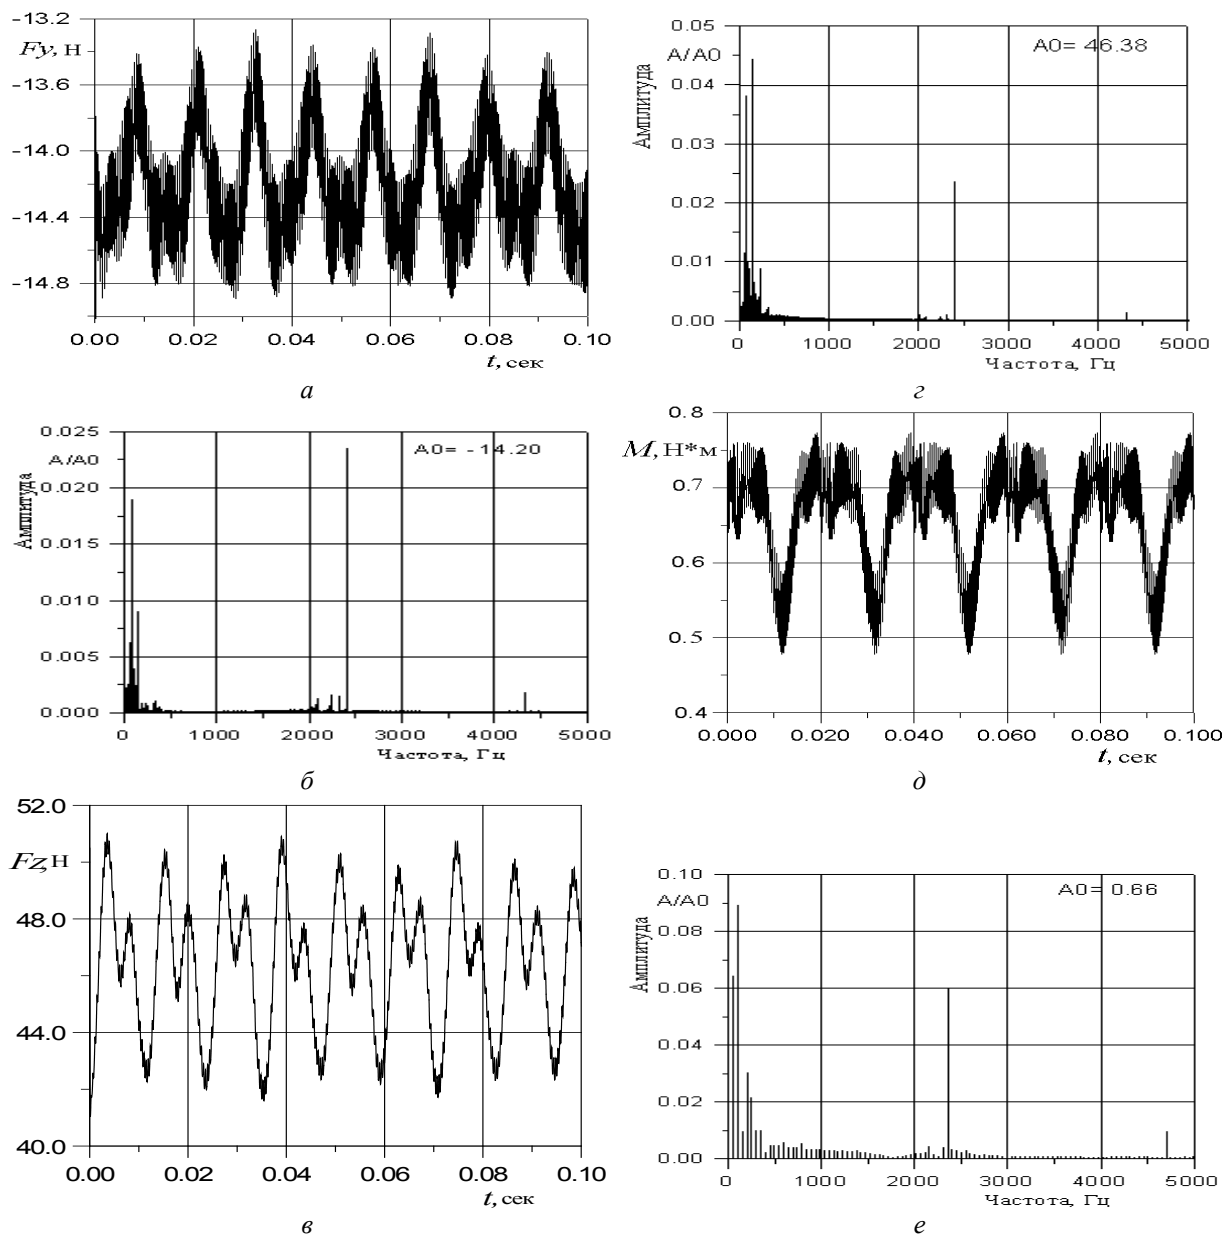 -13.2
Fy, Н
-13.6
-14.0
-14.4
-14.8
0.00 0.02 0.04 0.06 0.08 0.10
t, сек
а
0.05
A/A0
0.04
0.03
0.02
0.01
0.00
Амплитуда
A0= 46.38
0 1000 2000 3000 4000 5000
Частота, Гц
г
0.025
A/A0
0.020
0.015
0.010
0.005
0.000
Амплитуда
A0= -14.20
0 1000 2000 3000 4000 5000
Частота, Гц
б
0.8
M, Н*м
0.7
0.6
0.5
0.4
0.000 0.020 0.040 0.060 0.080 0.100
t, сек
д
52.0
Fz, Н
48.0
44.0
40.0
0.00 0.02 0.04 0.06 0.08 0.10
t, сек
в
0.10
A/A0
0.08
0.06
0.04
0.02
0.00
Амплитуда
A0= 0.66
0 1000 2000 3000 4000 5000
Частота, Гц
е